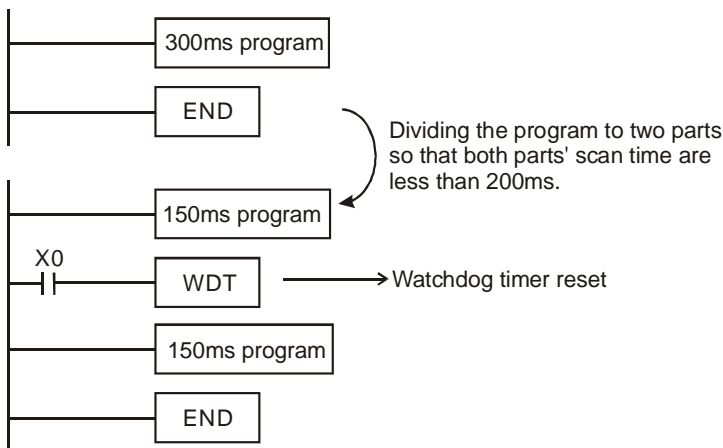 300ms program
END
Dividing the program to two parts
so that both parts' scan time are
less than 200ms.
150ms program
X0
WDT
Watchdog timer reset
150ms program
END